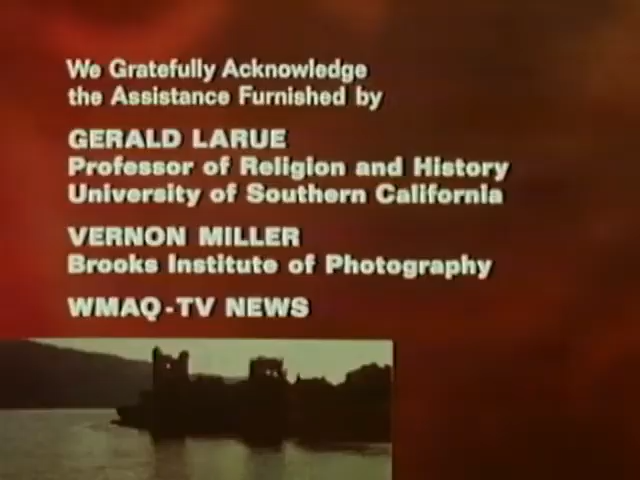 We Gratefully Acknowledge
the Assistance Furnished by
GERALD LARUE
Professor of Religion and History
University of Southern California
VERNON MILLER
Brooks Institute of Photography
WMAQ-TV NEWS